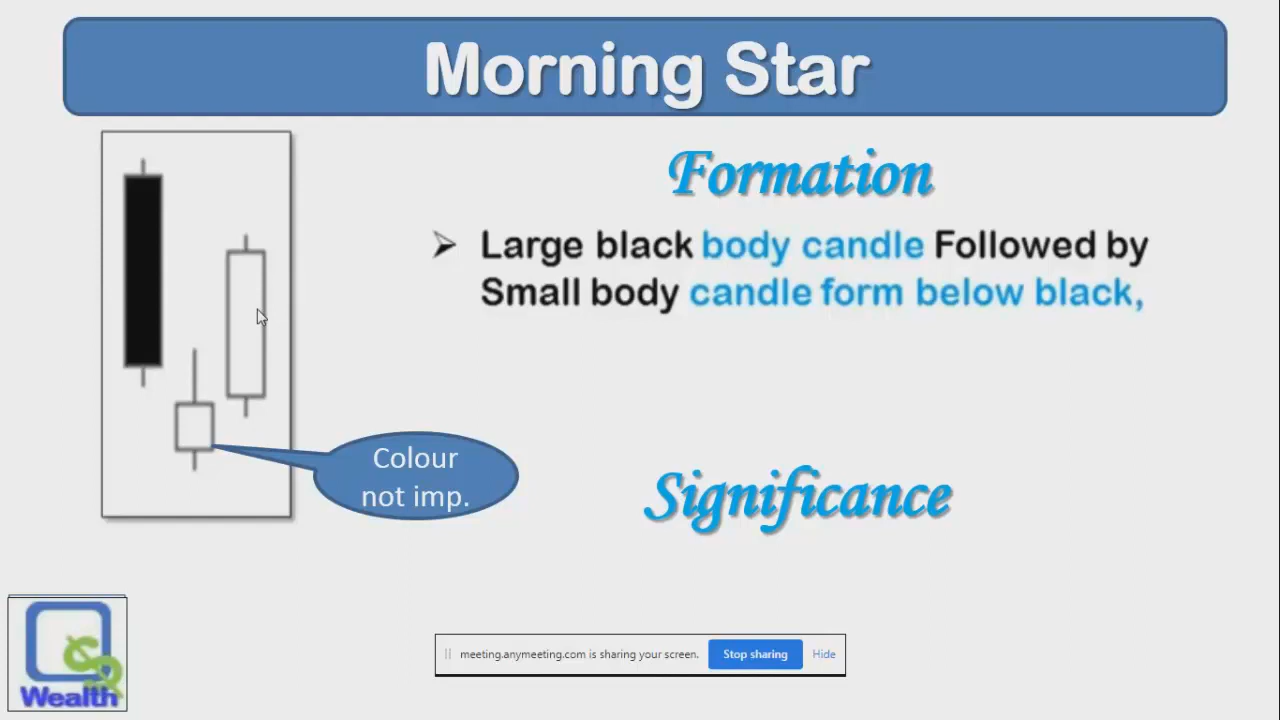 Morning Star
Formation
➢ Large black body candle Followed by
Small body candle form below black,
Colour
not imp.
Significance
Wealth
meeting.anymeeting.com is sharing your screen. Stop sharing Hide